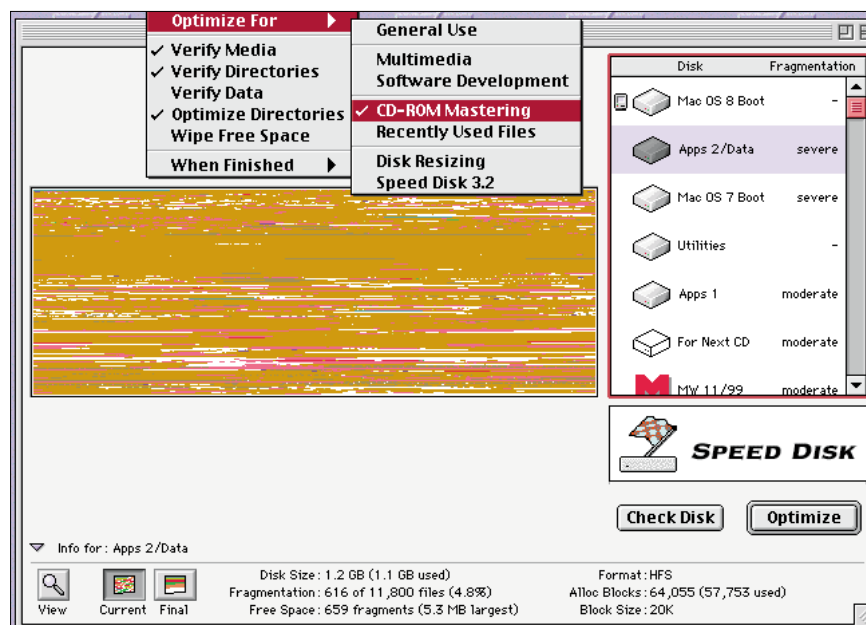 Optimize For
Verify Media
Verify Directories
Verify Data
Optimize Directories
Wipe Free Space
When Finished
General Use
Multimedia
Software Development
CD-ROM Mastering
Recently Used Files
Disk Resizing
Speed Disk 3.2
Disk Fragmentation
Mac OS 8 Boot -
Apps 2/Data severe
Mac OS 7 Boot severe
Utilities -
Apps 1 moderate
For Next CD moderate
MW 11/99 moderate
SPEED DISK
Check Disk Optimize
Info for: Apps 2/Data
View
Current Final
Disk Size: 1.2 GB (1.1 GB used)
Fragmentation: 616 of 11,800 files (4.8%)
Free Space: 659 fragments (5.3 MB largest)
Format: HFS
Alloc Blocks: 64,055 (57,753 used)
Block Size: 20K